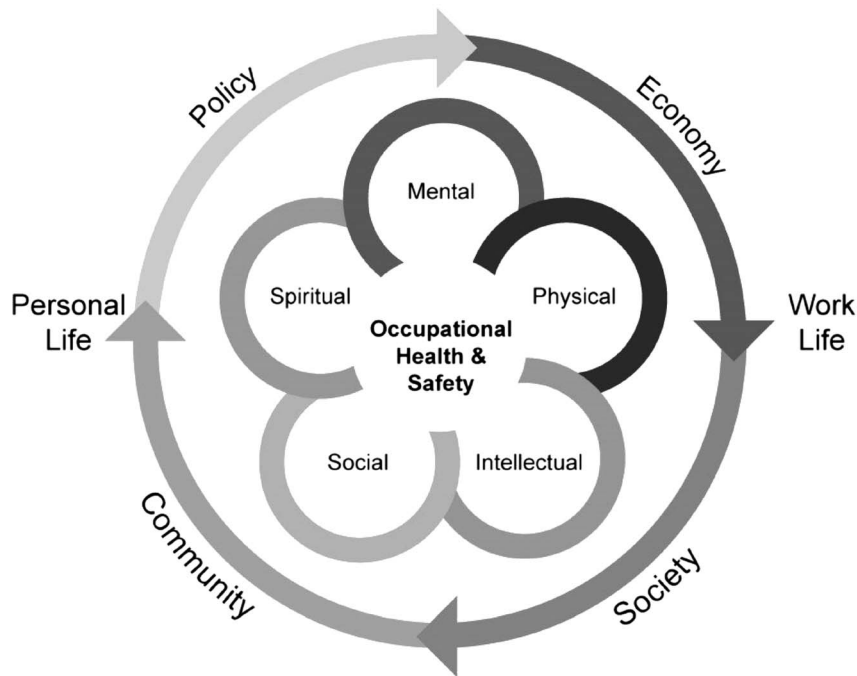 Policy
Economy
Mental
Spiritual
Physical
Personal
Life
Work
Life
Occupational
Health &
Safety
Social
Intellectual
Community
Society